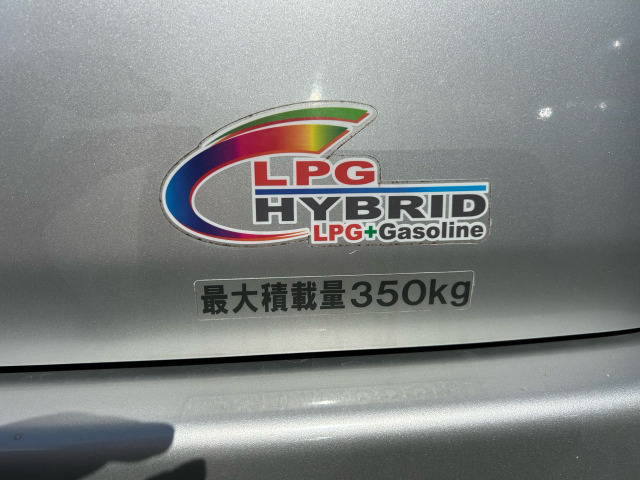 LPG
HYBRID
LPG+Gasoline
最大積載量350kg